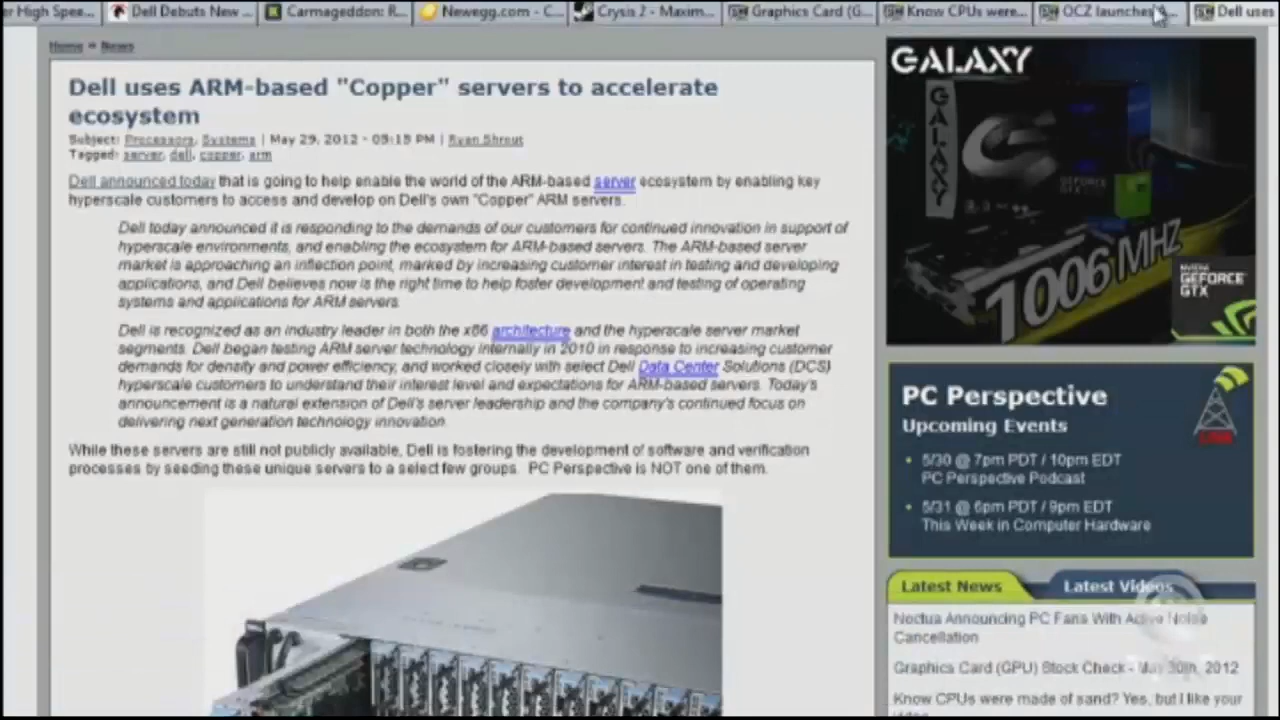 er High Spee...
Dell Debuts New ...
Carmageddon: R...
Newegg.com - C...
Crysis 2 - Maxim...
Graphics Card (G...
Know CPUs were...
OCZ launches
Dell uses
Home » News
Dell uses ARM-based "Copper" servers to accelerate
ecosystem
Subject: Processors, Systems | May 29, 2012 - 05:15 PM | Ryan Shrout
Tagged: server, dell, copper, arm
Dell announced today that is going to help enable the world of the ARM-based server ecosystem by enabling key
hyperscale customers to access and develop on Dell's own "Copper" ARM servers.
Dell today announced it is responding to the demands of our customers for continued innovation in support of
hyperscale environments, and enabling the ecosystem for ARM-based servers. The ARM-based server
market is approaching an inflection point, marked by increasing customer interest in testing and developing
applications, and Dell believes now is the right time to help foster development and testing of operating
systems and applications for ARM servers.
Dell is recognized as an industry leader in both the x86 architecture and the hyperscale server market
segments. Dell began testing ARM server technology internally in 2010 in response to increasing customer
demands for density and power efficiency, and worked closely with select Dell Data Center Solutions (DCS)
hyperscale customers to understand their interest level and expectations for ARM-based servers. Today's
announcement is a natural extension of Dell's server leadership and the company's continued focus on
delivering next generation technology innovation.
While these servers are still not publicly available, Dell is fostering the development of software and verification
processes by seeding these unique servers to a select few groups. PC Perspective is NOT one of them.
GALAXY
GALAXY
GEFORCE
1006 MHZ
NVIDIA
GEFORCE
GTX
PC Perspective
Upcoming Events
LIVE
5/30 @ 7pm PDT / 10pm EDT
PC Perspective Podcast
5/31 @ 6pm PDT / 9pm EDT
This Week in Computer Hardware
Latest News
Latest Videos
Noctua Announcing PC Fans With Active Noise
Cancellation
Graphics Card (GPU) Stock Check - May 30th, 2012
Know CPUs were made of sand? Yes, but I like your